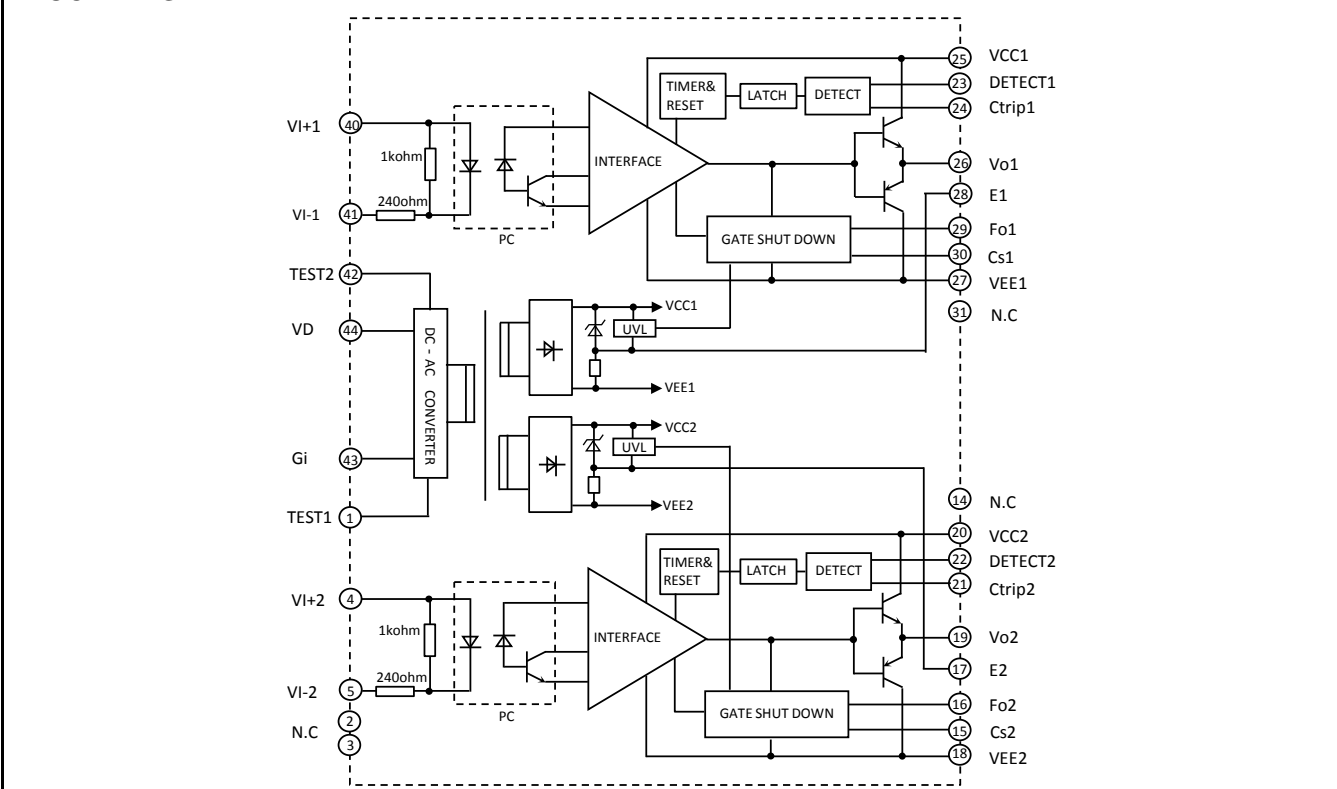 VI+1
40
1kohm
240ohm
VI-1
41
PC
INTERFACE
TIMER&
RESET
LATCH
DETECT
GATE SHUT DOWN
25
VCC1
23
DETECT1
24
Ctrip1
26
Vo1
28
E1
29
Fo1
30
Cs1
27
VEE1
31
N.C
TEST2
42
VD
44
Gi
43
TEST1
1
DC - AC CONVERTER
VCC1
UVL
VEE1
VCC2
UVL
VEE2
VI+2
4
1kohm
240ohm
VI-2
5
N.C
2
3
PC
INTERFACE
TIMER&
RESET
LATCH
DETECT
GATE SHUT DOWN
14
N.C
20
VCC2
22
DETECT2
21
Ctrip2
19
Vo2
17
E2
16
Fo2
15
Cs2
18
VEE2